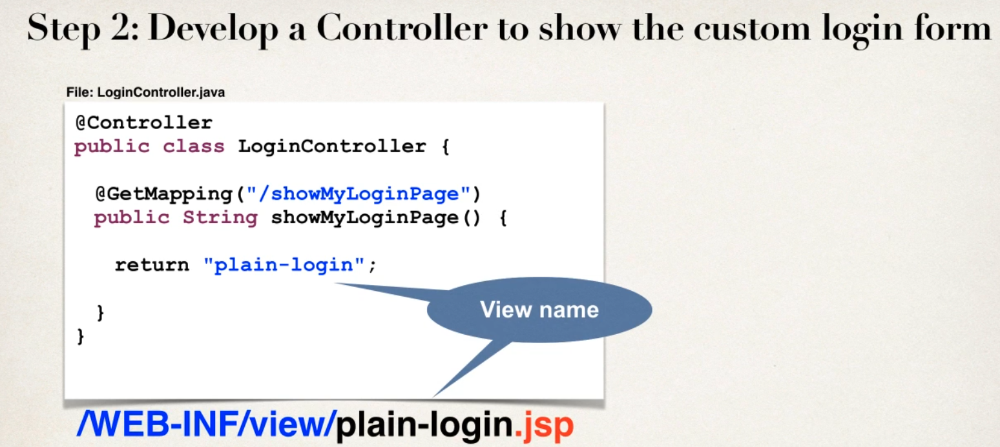 Step 2: Develop a Controller to show the custom login form
File: LoginController.java
@Controller
public class LoginController {
@GetMapping("/showMyLoginPage")
public String showMyLoginPage() {
return "plain-login";
View name
}
}
/WEB-INF/view/plain-login.jsp